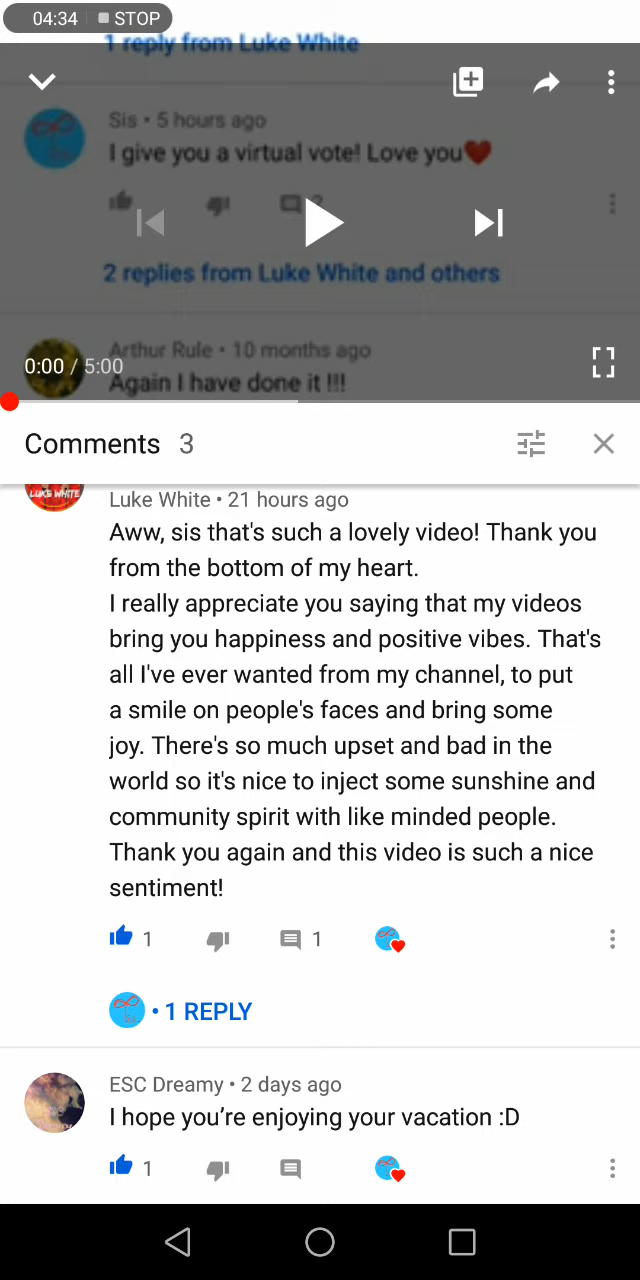 04:34 STOP
1 reply from Luke White
Sis • 5 hours ago
I give you a virtual vote! Love you❤
2
2 replies from Luke White and others
Arthur Rule • 10 months ago
0:00 / 5:00
Again I have done it !!!
Comments 3
LUKE WHITE
Luke White • 21 hours ago
Aww, sis that's such a lovely video! Thank you
from the bottom of my heart.
I really appreciate you saying that my videos
bring you happiness and positive vibes. That's
all I've ever wanted from my channel, to put
a smile on people's faces and bring some
joy. There's so much upset and bad in the
world so it's nice to inject some sunshine and
community spirit with like minded people.
Thank you again and this video is such a nice
sentiment!
1 1
• 1 REPLY
ESC Dreamy • 2 days ago
I hope you’re enjoying your vacation :D
1